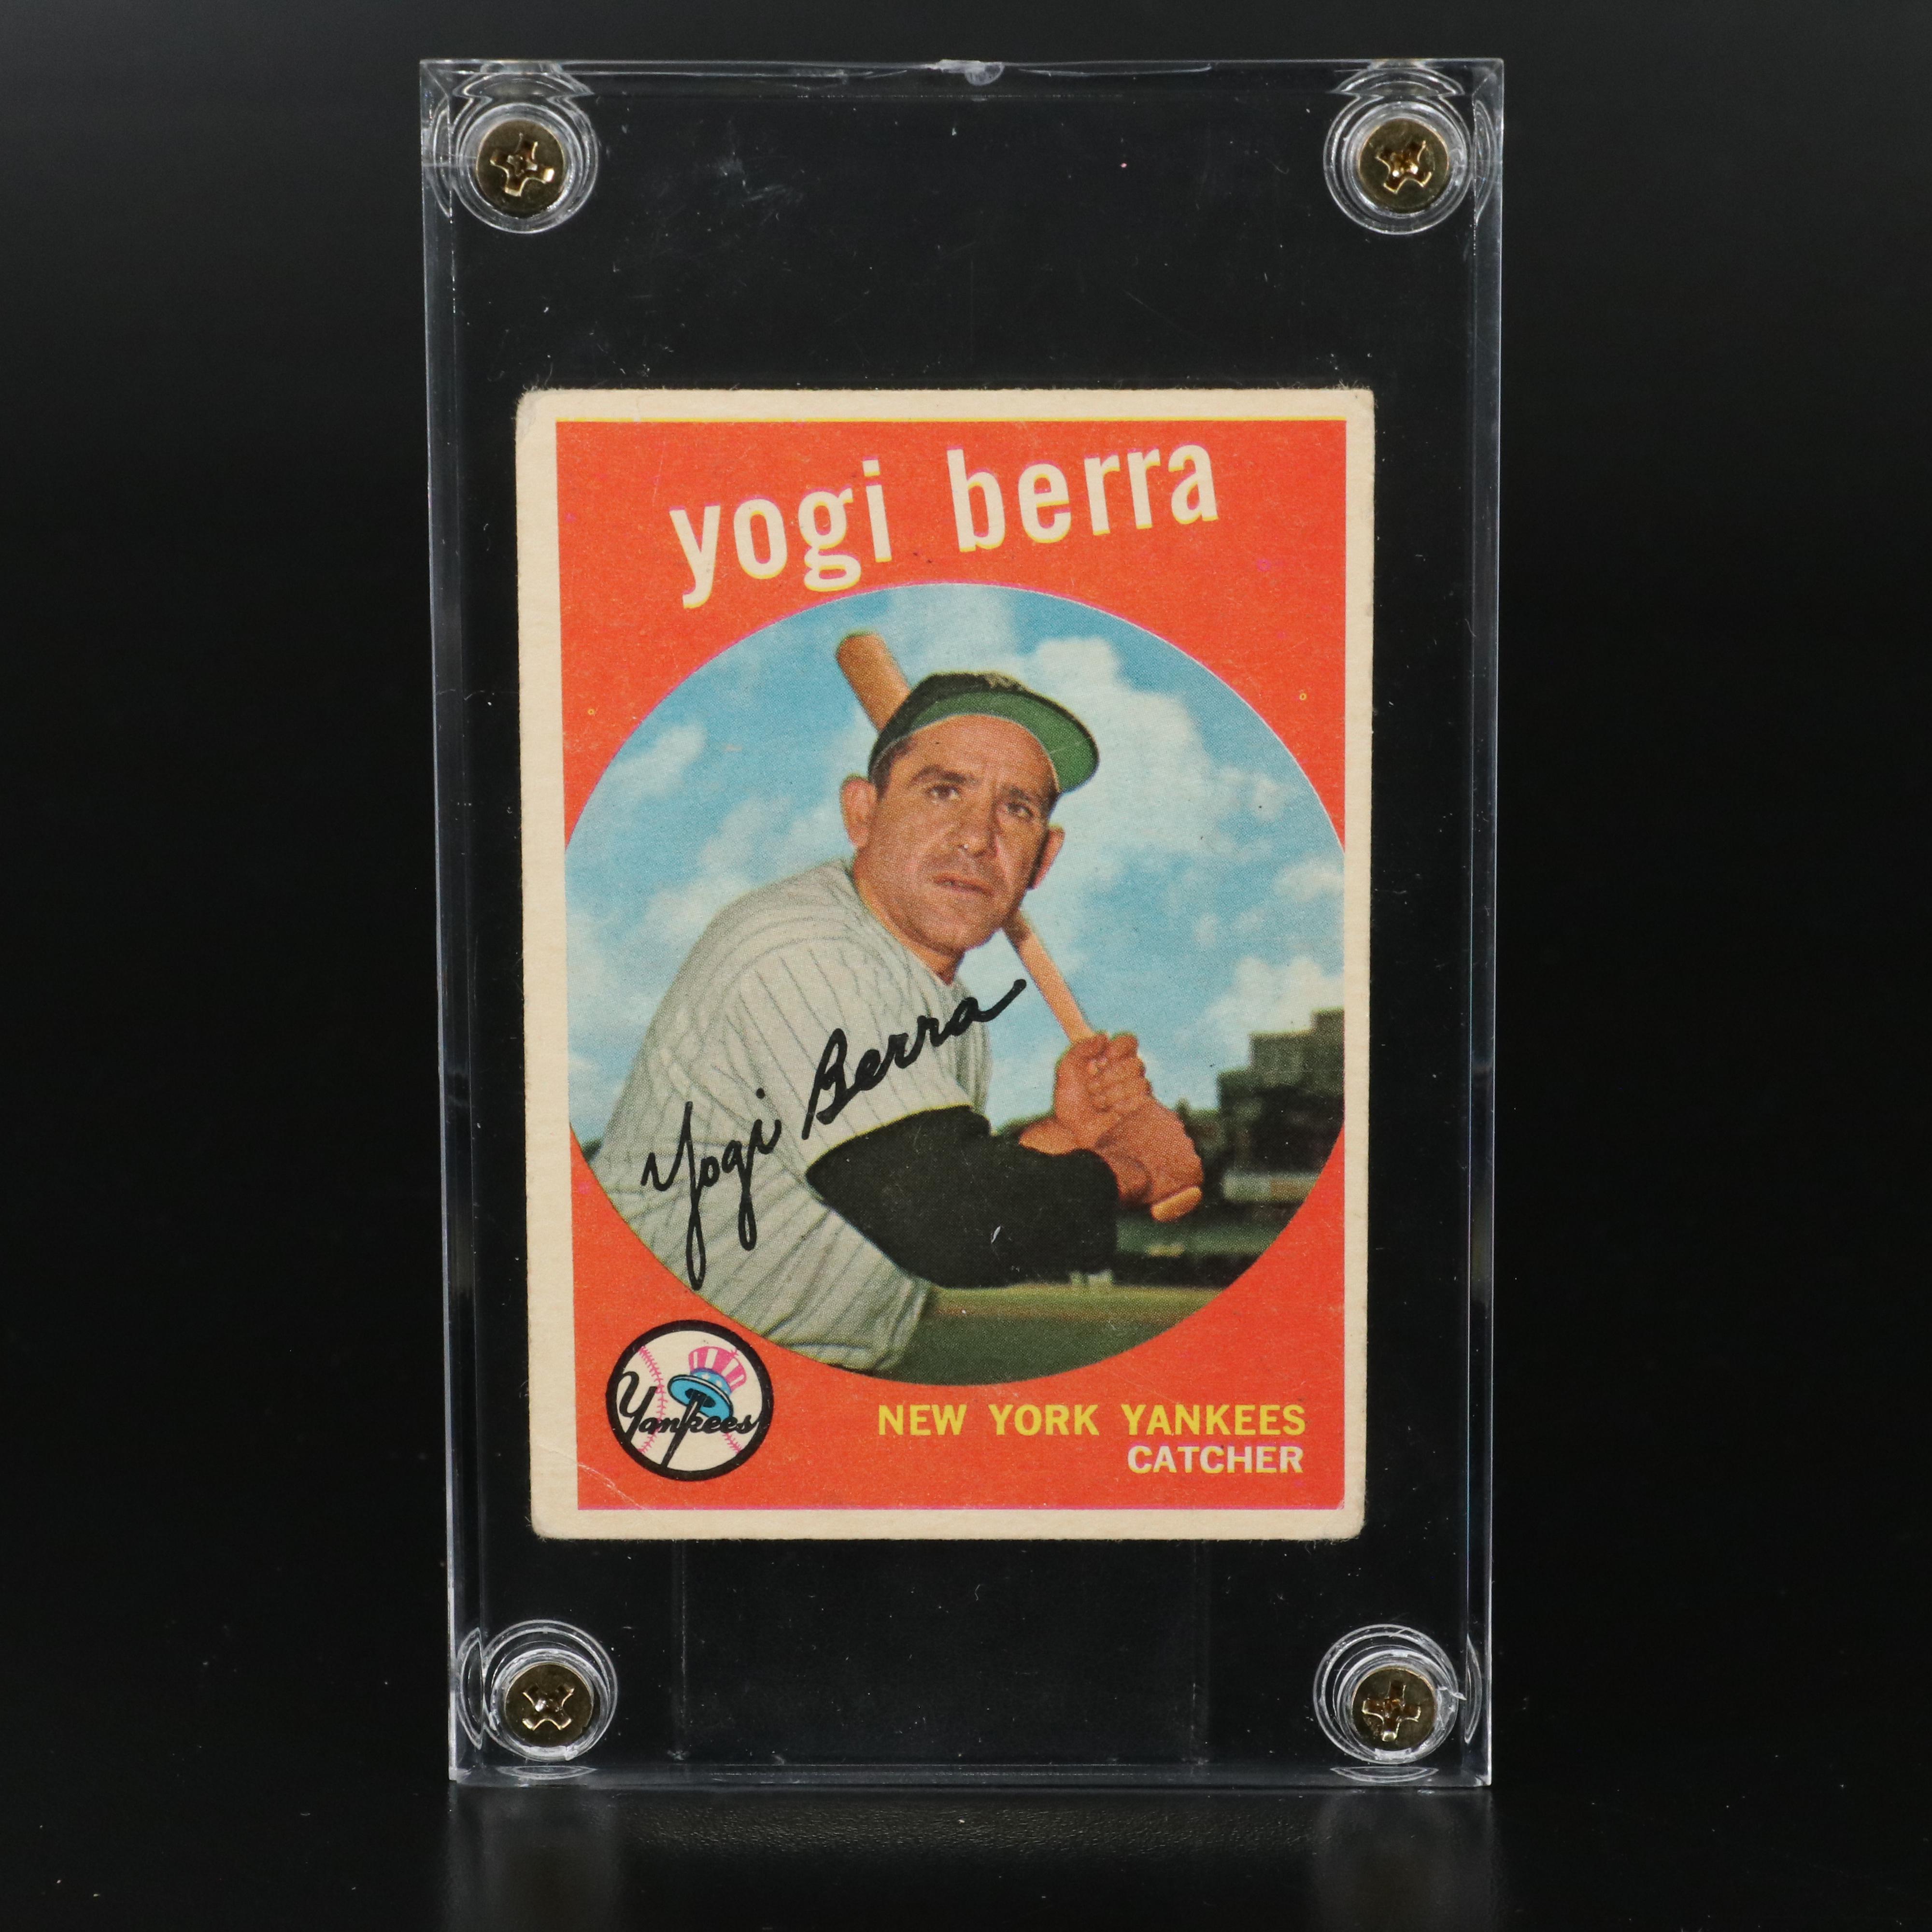 yogi berra
Yogi Berra
Yankees
NEW YORK YANKEES
CATCHER